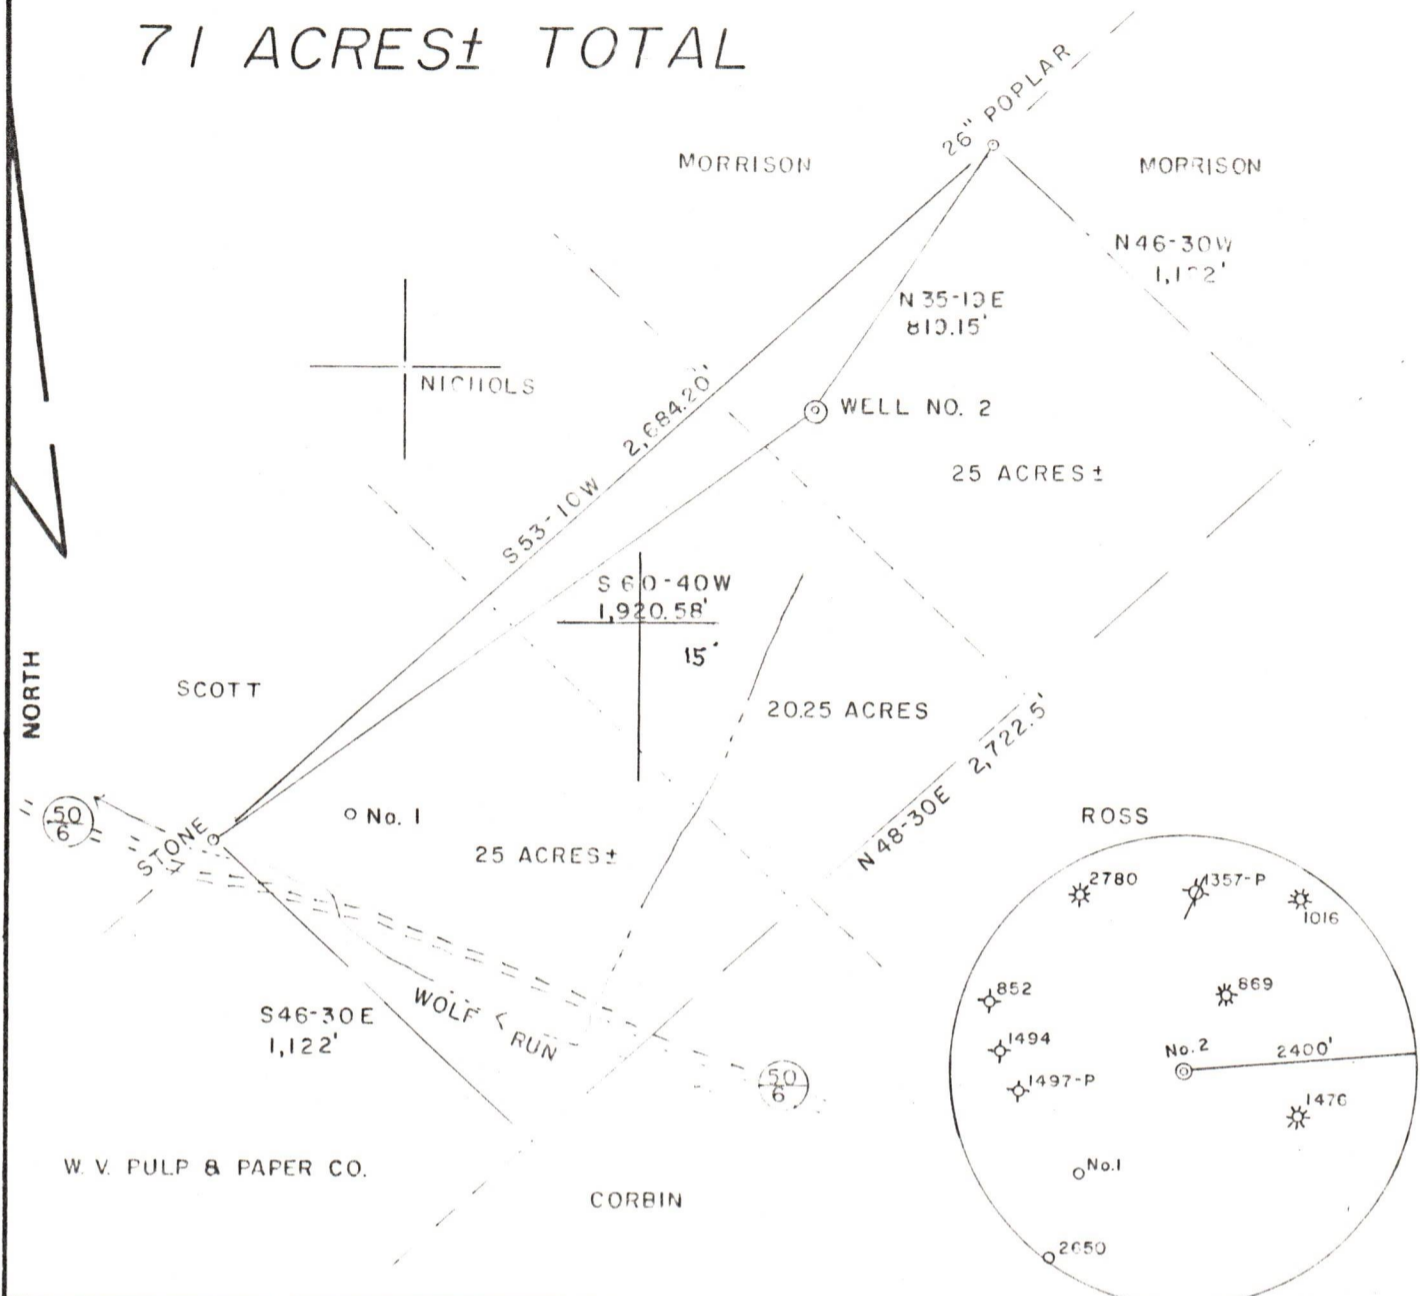 71 ACRES± TOTAL
26" POPLAR
MORRISON
MORRISON
N46-30W
N 35-10E
NICHOLS
2,684.20'
S53-10W
WELL NO. 2
25 ACRES±
S 60-40W
1,920.58'
15'
NORTH
SCOTT
20.25 ACRES
N48-30E 2,722.5'
50
6
STONE
No. 1
25 ACRES±
ROSS
2780
1357-P
1016
852
869
1494
1497-P
No. 2
2400'
1476
No. 1
2650
S46-30E
1,122'
WOLF RUN
50
6
W. V. PULP & PAPER CO.
CORBIN